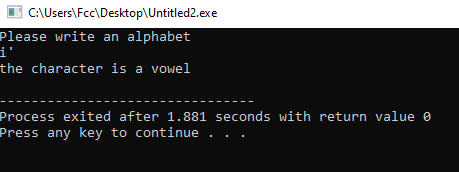 C:\Users\Fcc\Desktop\Untitled2.exe
Please write an alphabet
i'
the character is a vowel
--------------------------------
Process exited after 1.881 seconds with return value 0
Press any key to continue . . .